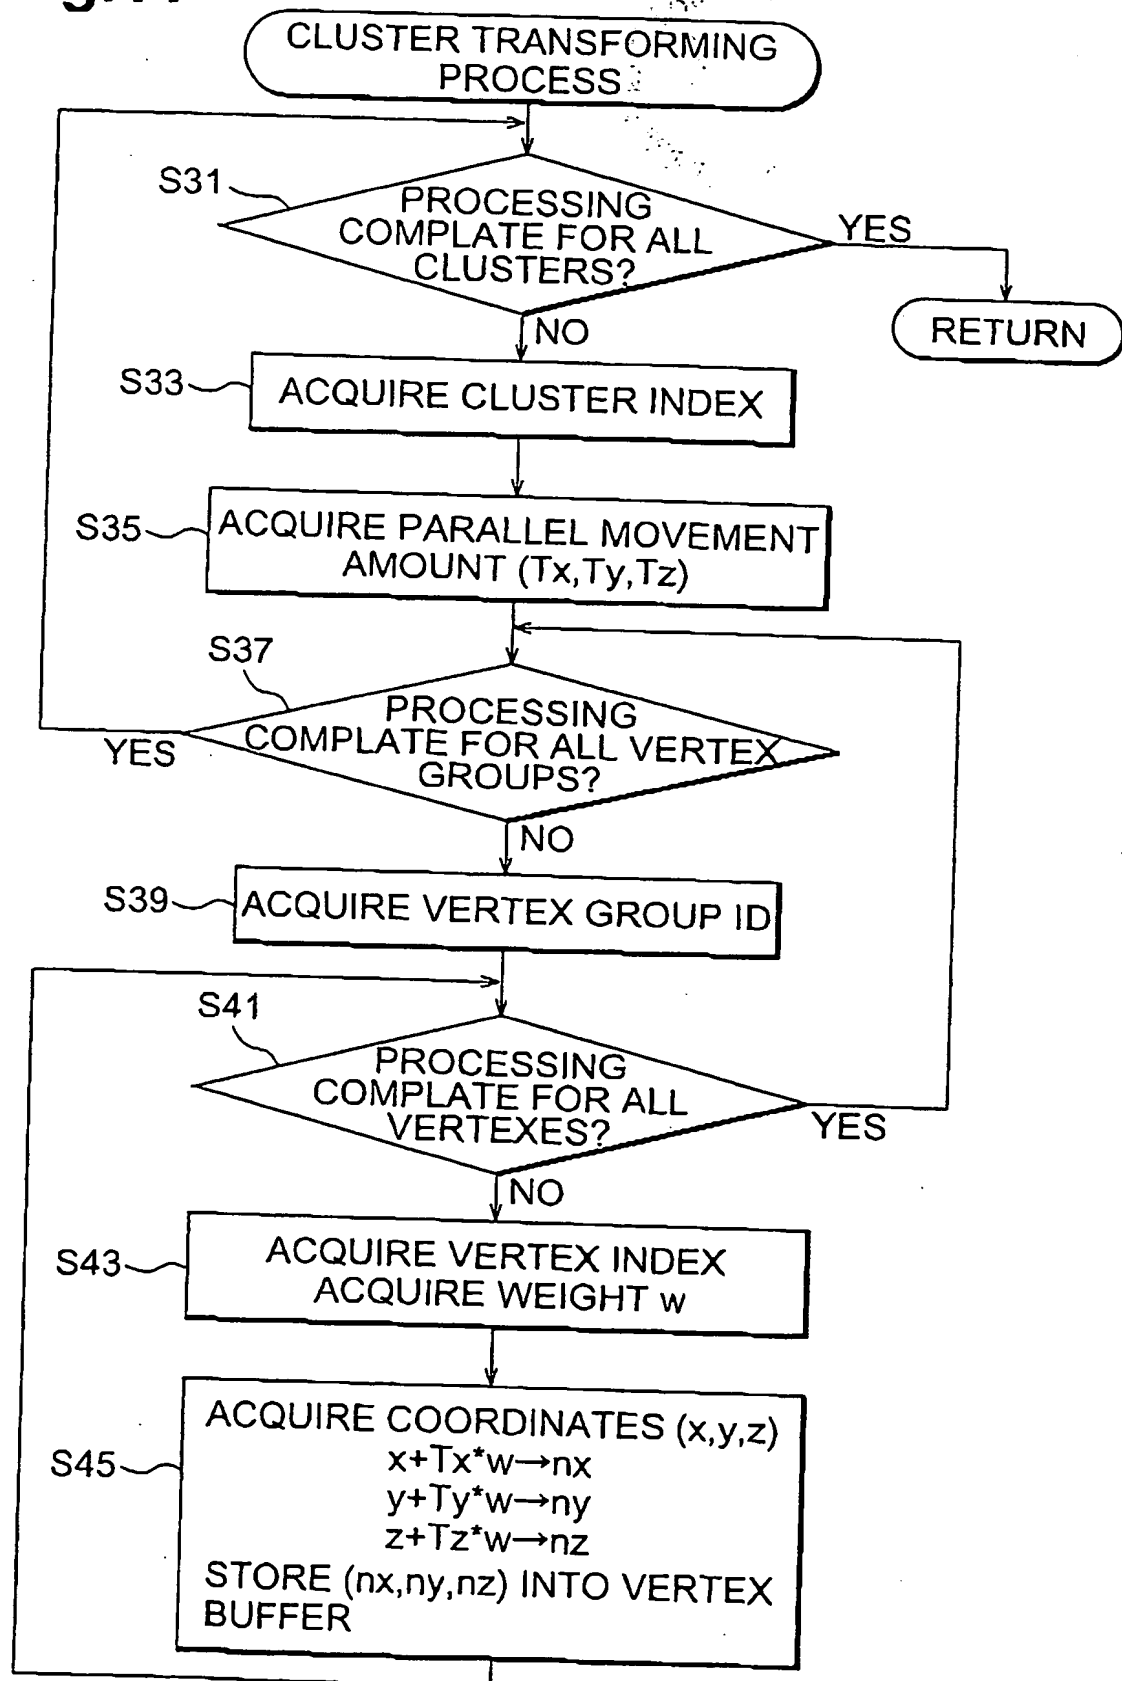 CLUSTER TRANSFORMING
PROCESS
S31
PROCESSING
COMPLATE FOR ALL
CLUSTERS?
YES
RETURN
NO
S33
ACQUIRE CLUSTER INDEX
S35
ACQUIRE PARALLEL MOVEMENT
AMOUNT (Tx,Ty,Tz)
S37
PROCESSING
COMPLATE FOR ALL VERTEX
GROUPS?
YES
NO
S39
ACQUIRE VERTEX GROUP ID
S41
PROCESSING
COMPLATE FOR ALL
VERTEXES?
YES
NO
S43
ACQUIRE VERTEX INDEX
ACQUIRE WEIGHT w
S45
ACQUIRE COORDINATES (x,y,z)
x+Tx*w→nx
y+Ty*w→ny
z+Tz*w→nz
STORE (nx,ny,nz) INTO VERTEX
BUFFER